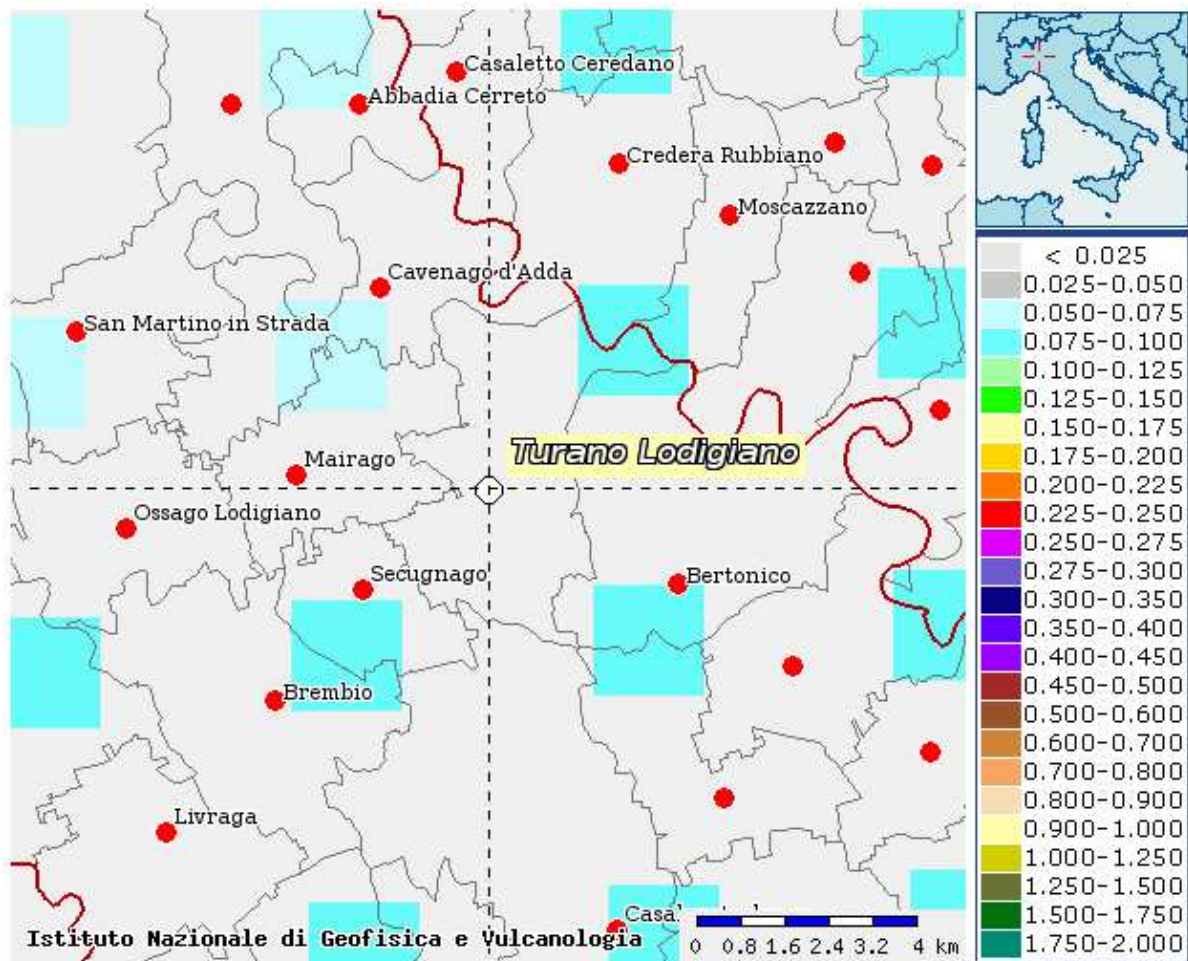 Casaletto Ceredano
Abbadia Cerreto
Credera Rubbiano
Moscazzano
Cavenago d'Adda
San Martino in Strada
Turano Lodigiano
Mairago
Ossago Lodigiano
Secugnago
Bertonico
Brembio
Livraga
Istituto Nazionale di Geofisica e Vulcanologia
0 0.8 1.6 2.4 3.2 4 km
< 0.025
0.025-0.050
0.050-0.075
0.075-0.100
0.100-0.125
0.125-0.150
0.150-0.175
0.175-0.200
0.200-0.225
0.225-0.250
0.250-0.275
0.275-0.300
0.300-0.350
0.350-0.400
0.400-0.450
0.450-0.500
0.500-0.600
0.600-0.700
0.700-0.800
0.800-0.900
0.900-1.000
1.000-1.250
1.250-1.500
1.500-1.750
1.750-2.000